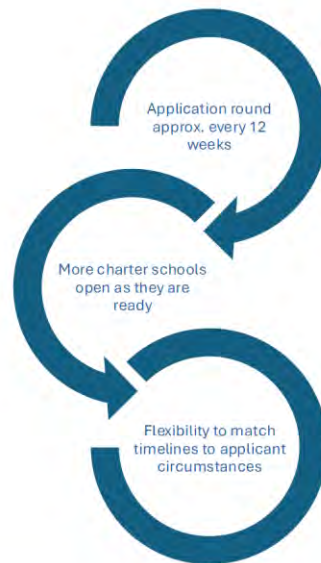 Application round
approx. every 12
weeks
More charter schools
open as they are
ready
Flexibility to match
timelines to applicant
circumstances